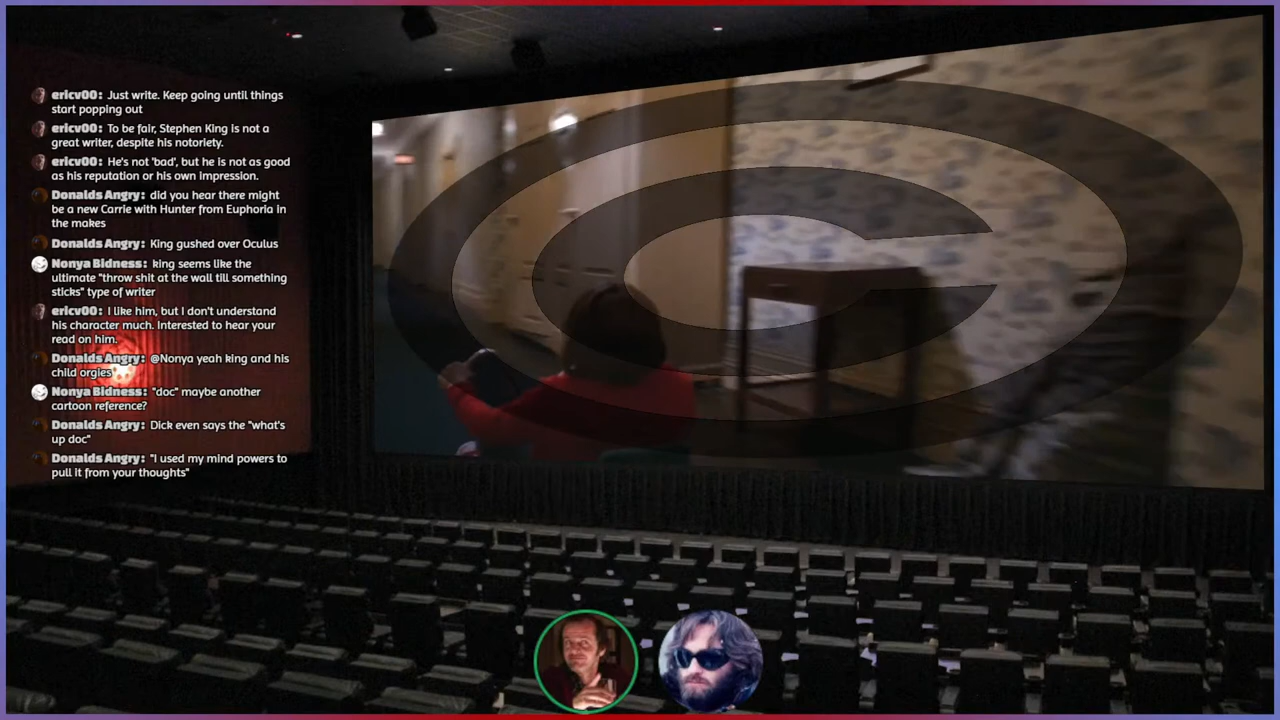 ericv00: Just write. Keep going until things
start popping out
ericv00: To be fair, Stephen King is not a
great writer, despite his notoriety.
ericv00: He's not 'bad', but he is not as good
as his reputation or his own impression.
Donalds Angry: did you hear there might
be a new Carrie with Hunter from Euphoria in
the makes
Donalds Angry: King gushed over Oculus
Nonya Bidness: king seems like the
ultimate "throw shit at the wall till something
sticks" type of writer
ericv00: I like him, but I don't understand
his character much. Interested to hear your
read on him.
Donalds Angry: @Nonya yeah king and his
child orgies
Nonya Bidness: "doc" maybe another
cartoon reference?
Donalds Angry: Dick even says the "what's
up doc"
Donalds Angry: "I used my mind powers to
pull it from your thoughts"